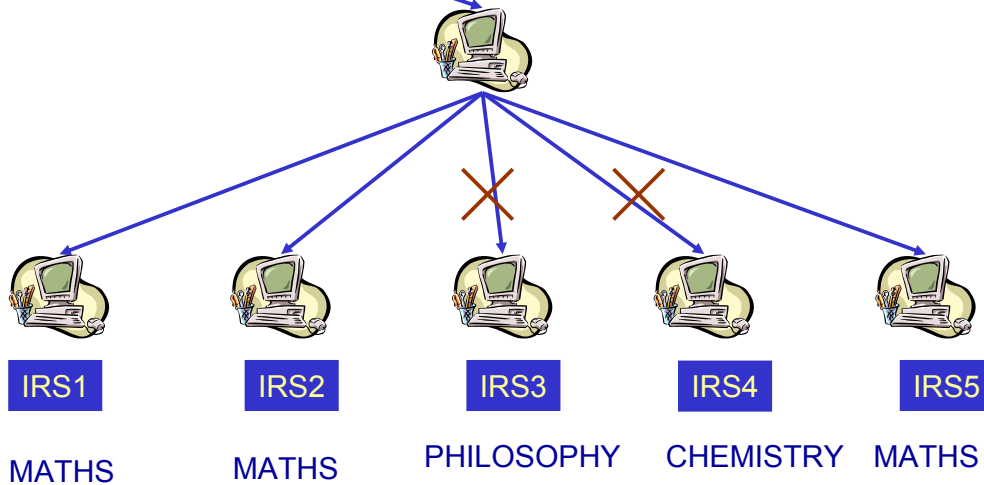 IRS1 IRS2 IRS3 IRS4 IRS5
MATHS MATHS PHILOSOPHY CHEMISTRY MATHS